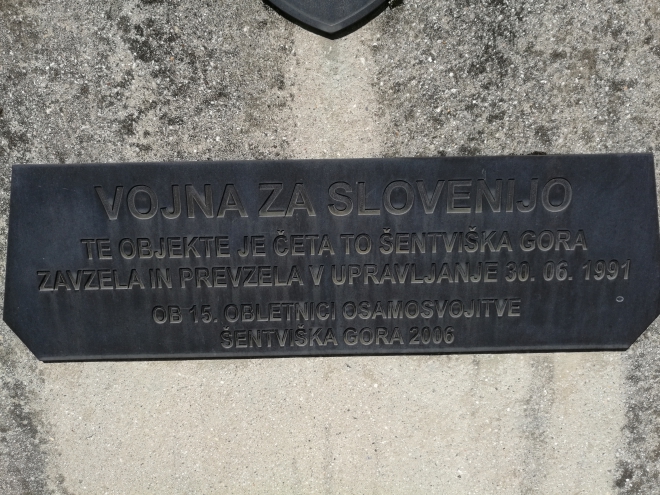 VOJNA ZA SLOVENIJO
TE OBJEKTE JE ČETA TO ŠENTVIŠKA GORA
ZAVZELA IN PREVZELA V UPRAVLJANJE 30. 06. 1991
OB 15. OBLETNICI OSAMOSVOJITVE
ŠENTVIŠKA GORA 2006